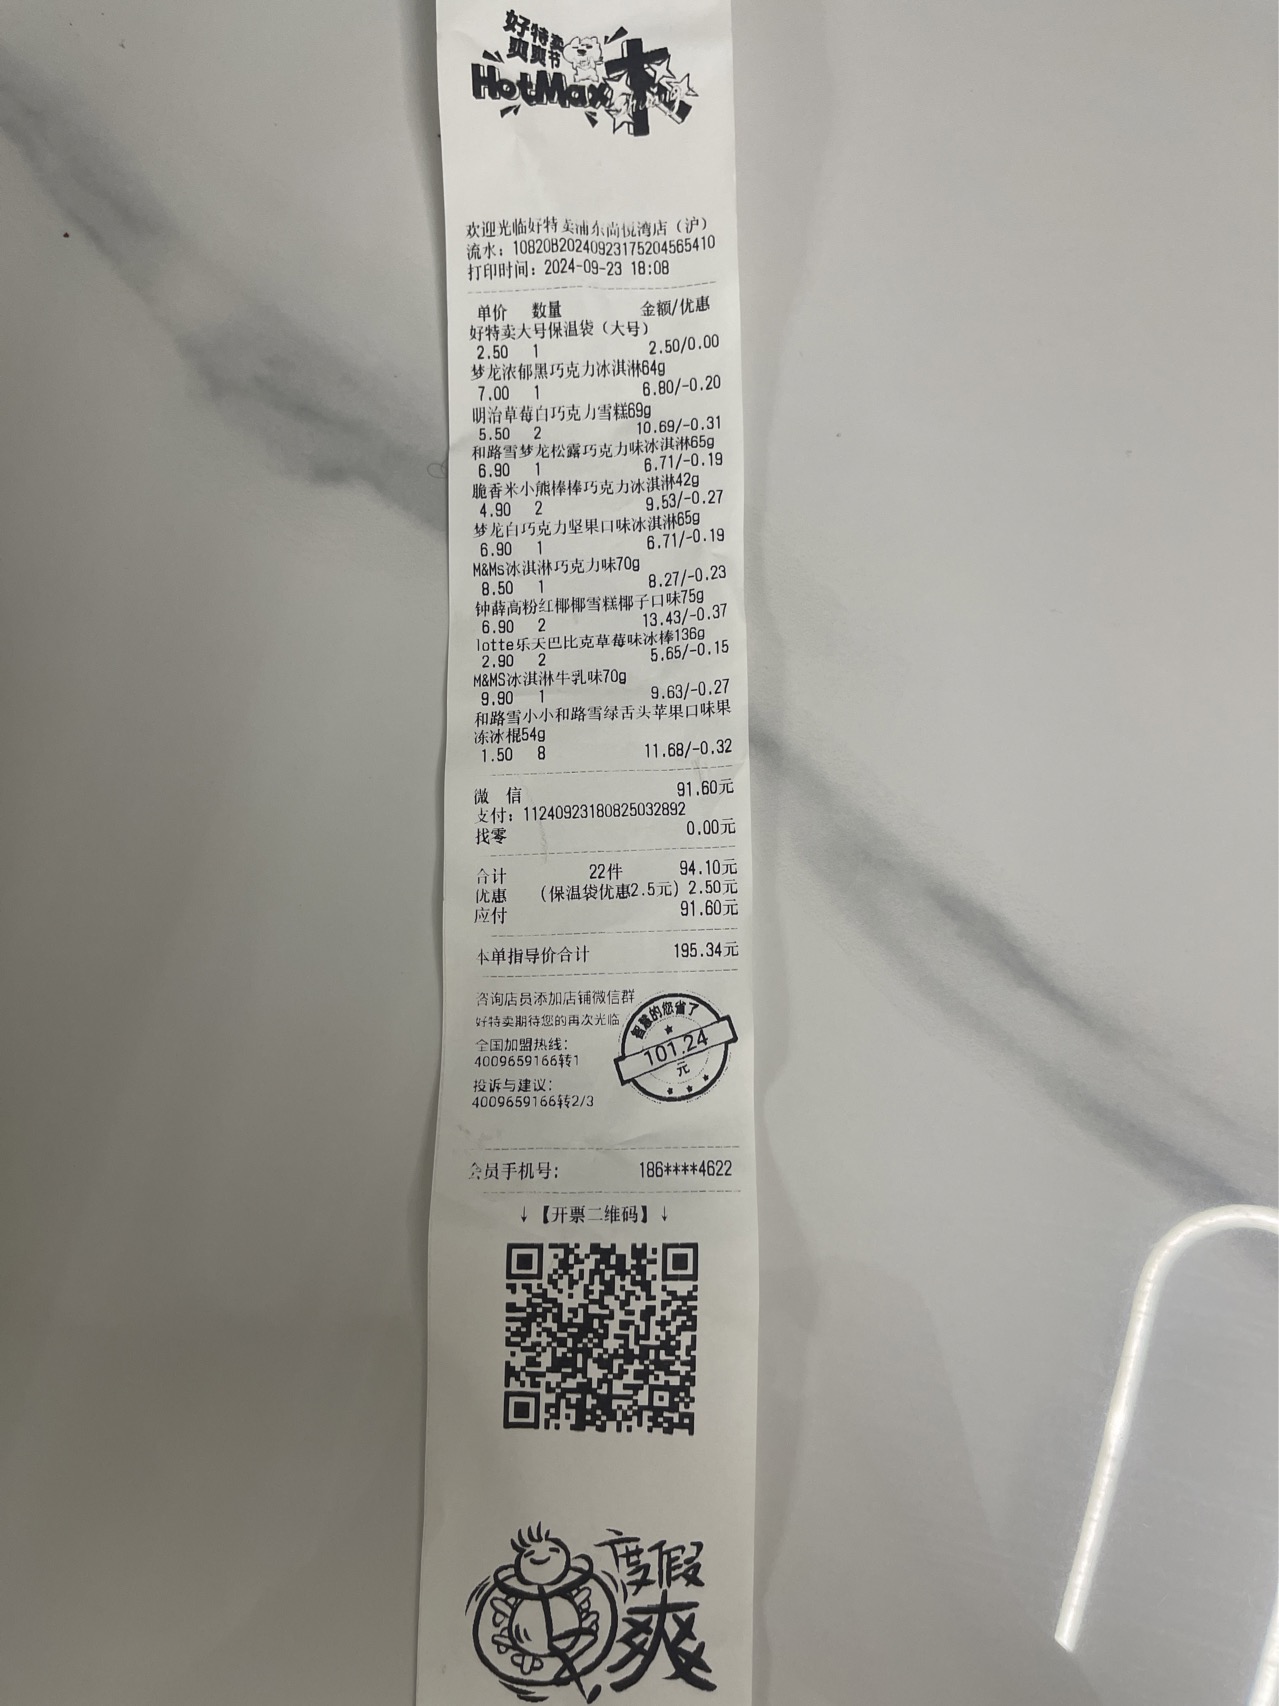 好特卖
爽爽节
HotMax
欢迎光临好特卖浦东尚悦湾店（沪）
流水：10820B20240923175204565410
打印时间：2024-09-23 18:08
单价 数量 金额/优惠
好特卖大号保温袋（大号）
2.50 1 2.50/0.00
梦龙浓郁黑巧克力冰淇淋64g
7.00 1 6.80/-0.20
明治草莓白巧克力雪糕69g
5.50 2 10.69/-0.31
和路雪梦龙松露巧克力味冰淇淋65g
6.90 1 6.71/-0.19
脆香米小熊棒棒巧克力冰淇淋42g
4.90 2 9.53/-0.27
梦龙白巧克力坚果口味冰淇淋65g
6.90 1 6.71/-0.19
M&Ms冰淇淋巧克力味70g
8.50 1 8.27/-0.23
钟薛高粉红椰椰雪糕椰子口味75g
6.90 2 13.43/-0.37
lotte乐天巴比克草莓味冰棒136g
2.90 2 5.65/-0.15
M&MS冰淇淋牛乳味70g
9.90 1 9.63/-0.27
和路雪小小和路雪绿舌头苹果口味果
冻冰棍54g
1.50 8 11.68/-0.32
微 信 91.60元
支付：11240923180825032892
找零 0.00元
合计 22件 94.10元
优惠 （保温袋优惠2.5元）2.50元
应付 91.60元
本单指导价合计 195.34元
咨询店员添加店铺微信群
好特卖期待您的再次光临
全国加盟热线：
4009659166转1
投诉与建议：
4009659166转2/3
智慧的您省了
101.24
元
会员手机号： 186****4622
↓【开票二维码】↓
度假
爽